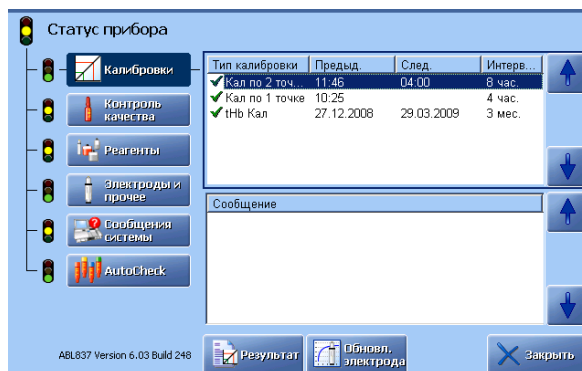 Статус прибора
Калибровки
Контроль
качества
Реагенты
Электроды и
прочее
Сообщения
системы
AutoCheck
Тип калибровки Предыд. След. Интерв...
Кал по 2 точ... 11:46 04:00 8 час.
Кал по 1 точке 10:25 4 час.
tHb Кал 27.12.2008 29.03.2009 3 мес.
Сообщение
ABL837 Version 6.03 Build 248
Результат
Обновл.
электрода
Закрыть